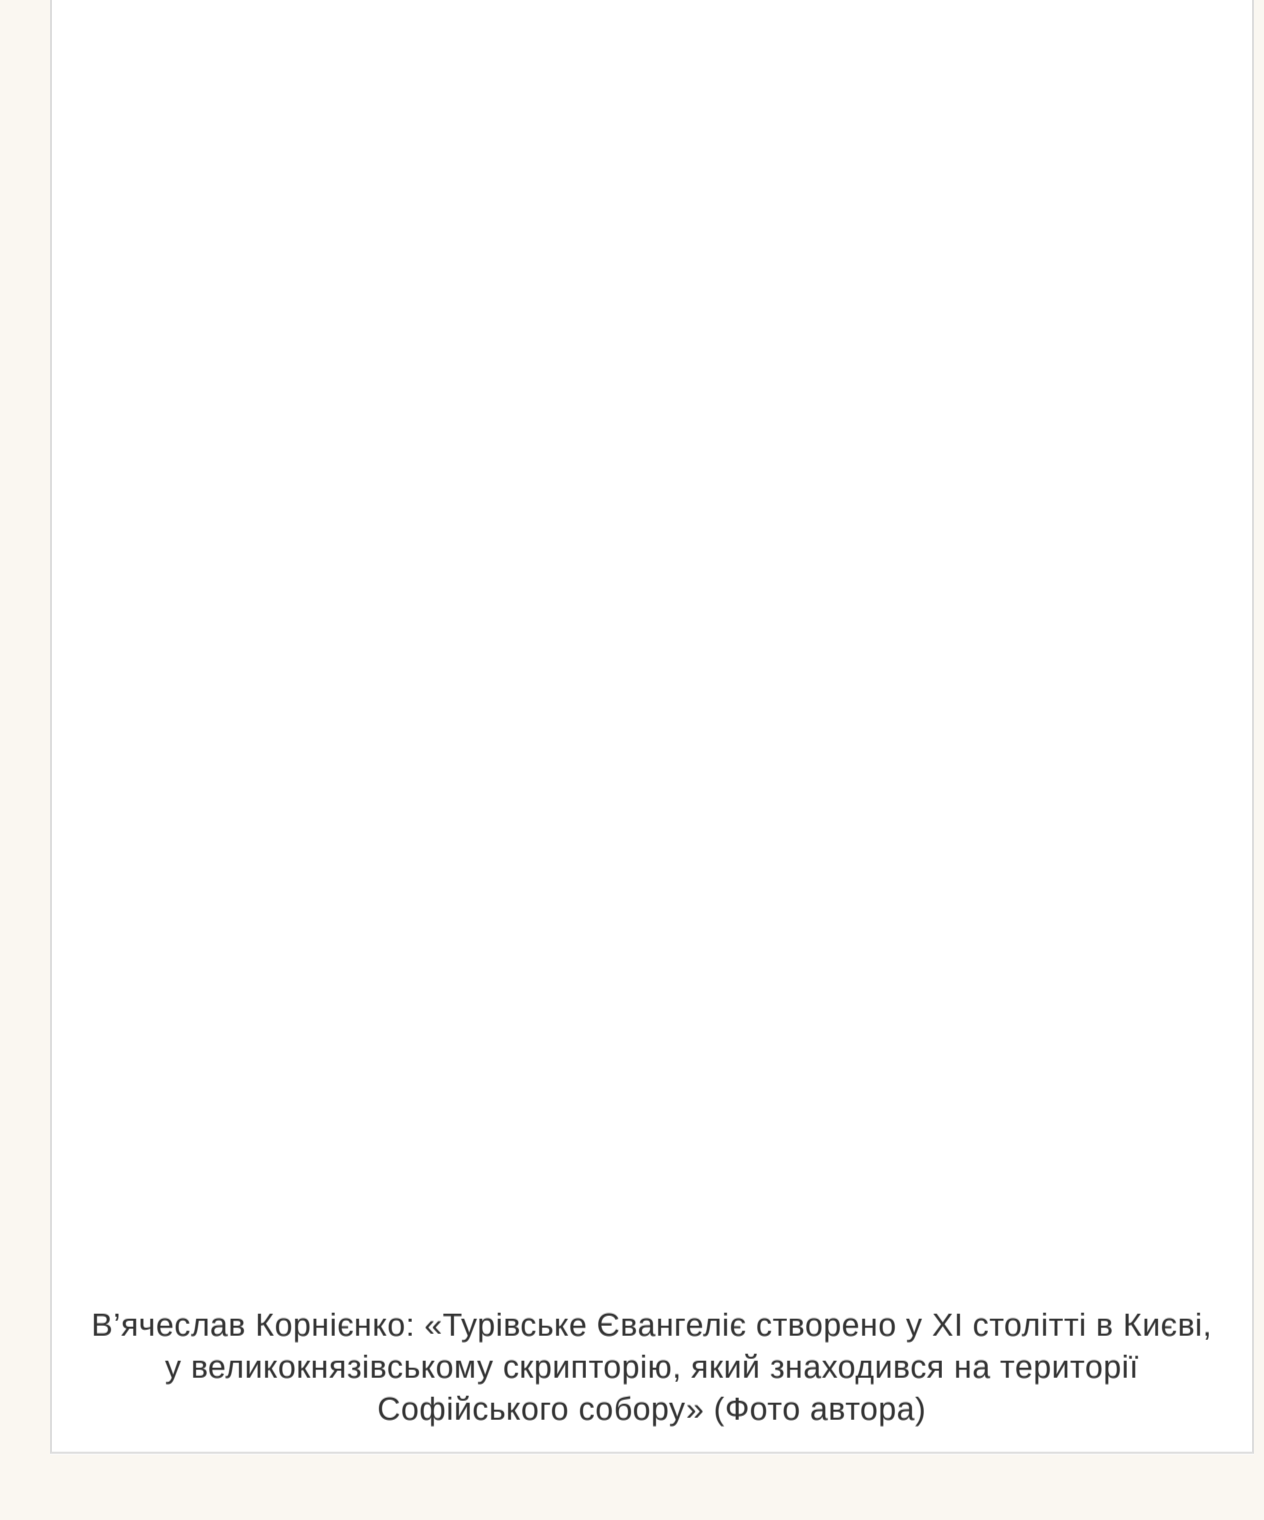 В’ячеслав Корнієнко: «Турівське Євангеліє створено у XI столітті в Києві,
у великокнязівському скрипторію, який знаходився на території
Софійського собору» (Фото автора)